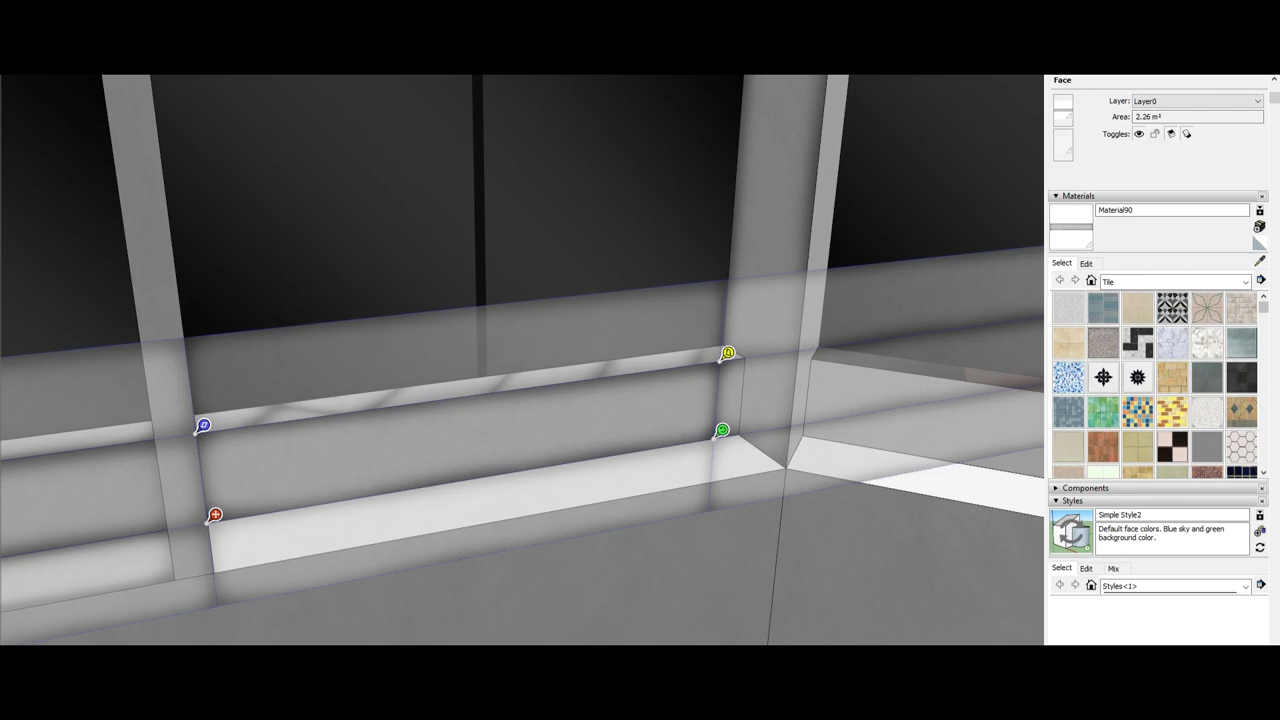 Face
Layer: Layer0
Area: 2.26 m²
Toggles:
Materials
Material90
Select Edit
Tile
Components
Styles
Simple Style2
Default face colors. Blue sky and green
background color.
Select Edit Mix
Styles<1>